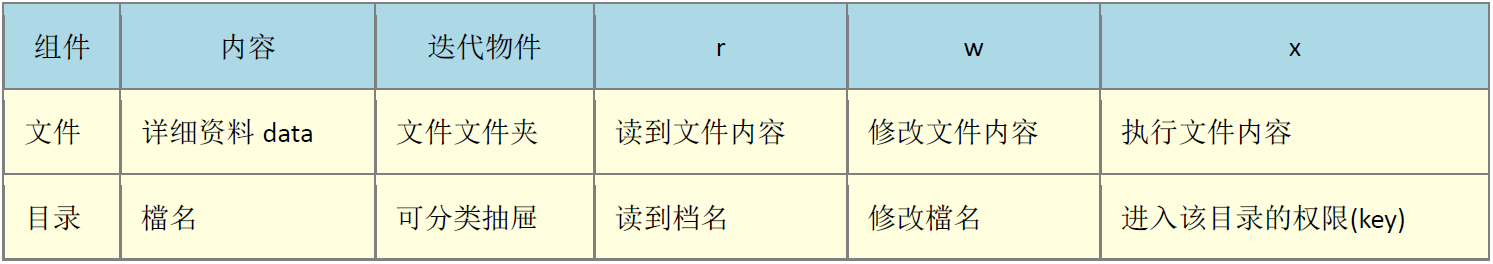 组件 内容 迭代物件 r w x
文件 详细资料 data 文件文件夹 读到文件内容 修改文件内容 执行文件内容
目录 檔名 可分类抽屉 读到档名 修改檔名 进入该目录的权限(key)